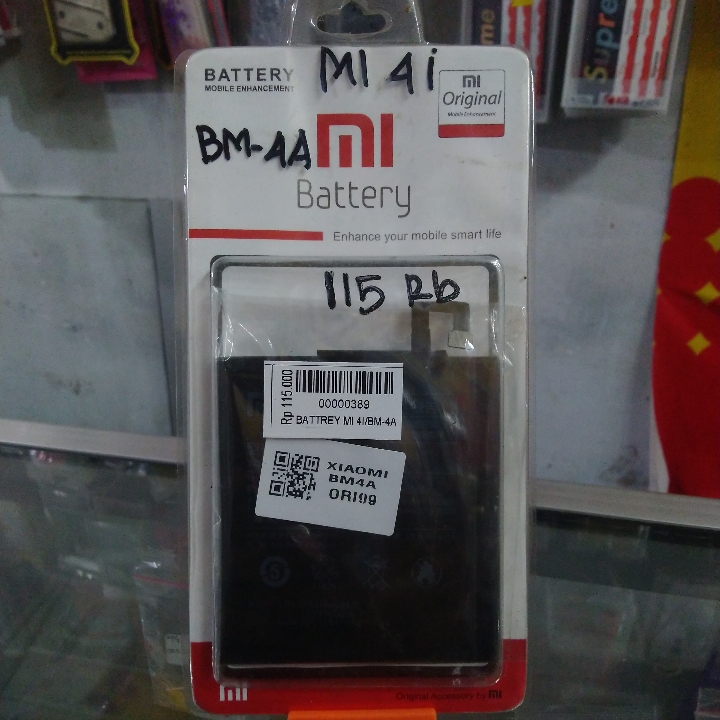 BATTERY
MOBILE ENHANCEMENT
MI 4i
mi
Original
Mobile Enhancement
BM-4A
mi
Battery
Enhance your mobile smart life
115 Rb
Rp 115.000
00000389
BATTREY MI 4I/BM-4A
XIAOMI
BM4A
ORI09
mi
Original Accessory by mi
Supreme